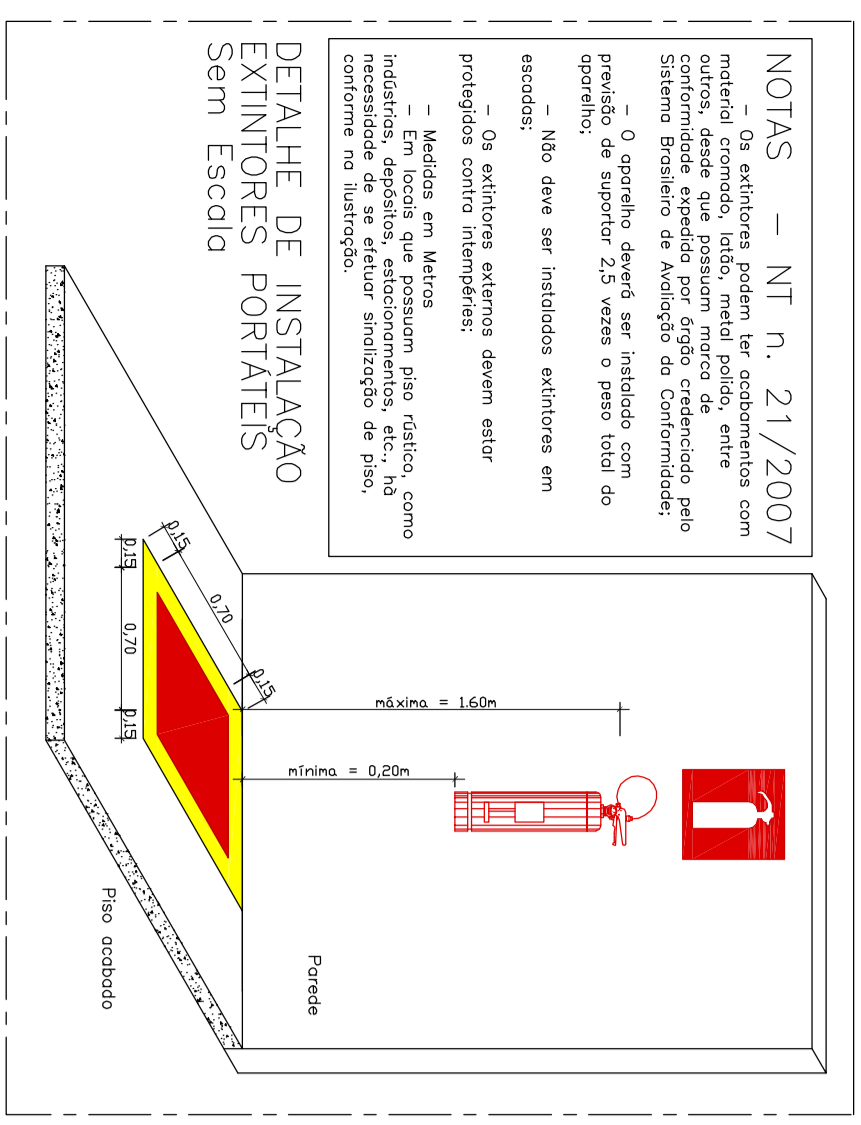 NOTAS – NT n. 21/2007
– Os extintores podem ter acabamentos com
material cromado, latão, metal polido, entre
outros, desde que possuam marca de
conformidade expedida por órgão credenciado pelo
Sistema Brasileiro de Avaliação da Conformidade;
– O aparelho deverá ser instalado com
previsão de suportar 2,5 vezes o peso total do
aparelho;
– Não deve ser instalados extintores em
escadas;
– Os extintores externos devem estar
protegidos contra intempéries;
– Medidas em Metros
– Em locais que possuam piso rústico, como
indústrias, depósitos, estacionamentos, etc., hà
necessidade de se efetuar sinalização de piso,
conforme na ilustração.
DETALHE DE INSTALAÇÃO
EXTINTORES PORTÁTEIS
Sem Escala
máxima = 1.60m
mínima = 0,20m
Parede
0,15
0,70
0,15
0,15
0,70
0,15
Piso acabado